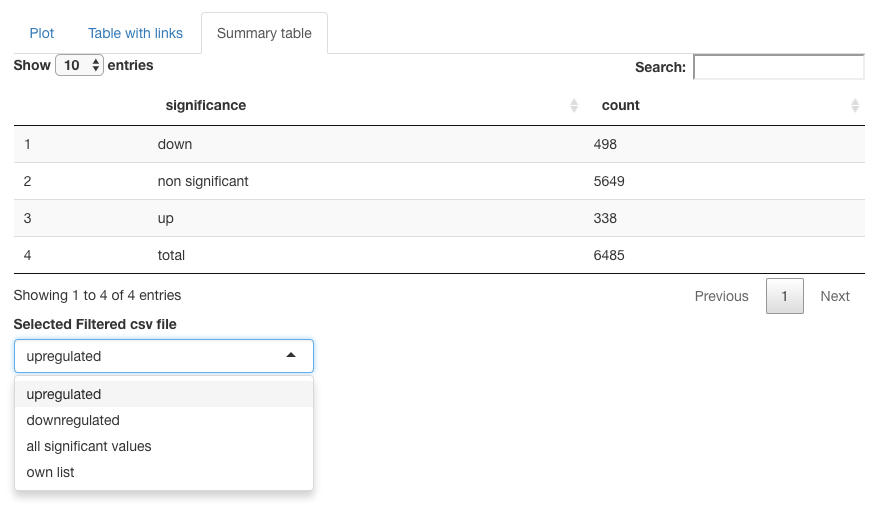 Plot Table with links Summary table
Show 10 entries Search:
significance count
1 down 498
2 non significant 5649
3 up 338
4 total 6485
Showing 1 to 4 of 4 entries Previous 1 Next
Selected Filtered csv file
upregulated
upregulated
downregulated
all significant values
own list